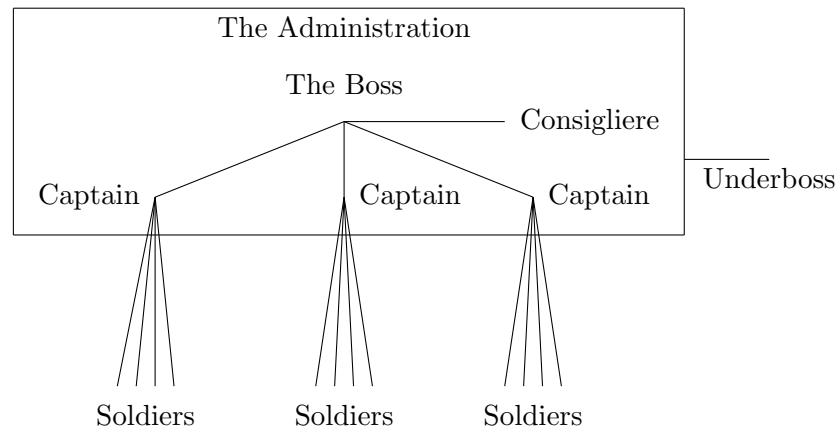 The Administration
The Boss
Consigliere
Underboss
Captain
Captain
Captain
Soldiers
Soldiers
Soldiers